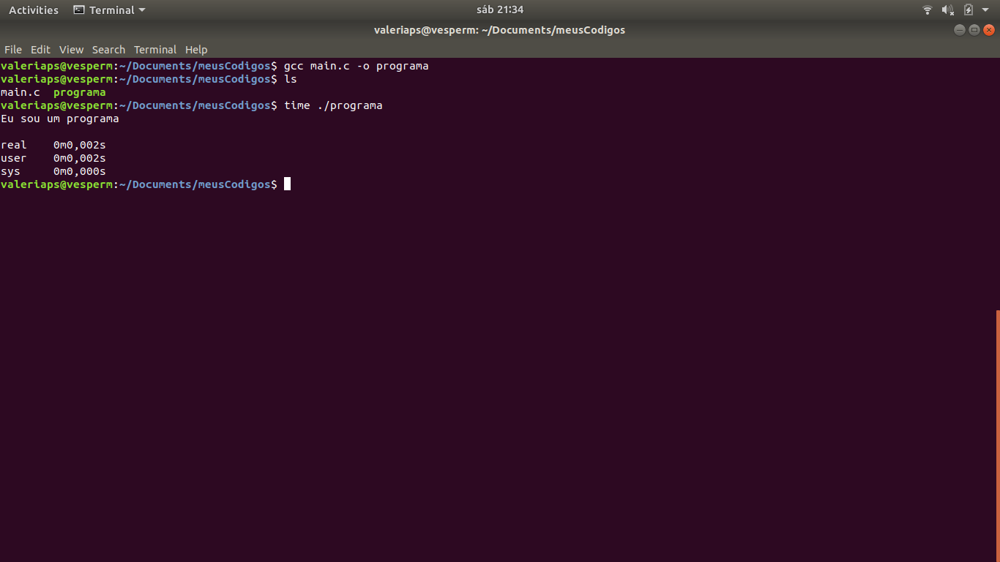 Activities Terminal sáb 21:34
valeriaps@vesperm: ~/Documents/meusCodigos
File Edit View Search Terminal Help
valeriaps@vesperm:~/Documents/meusCodigos$ gcc main.c -o programa
valeriaps@vesperm:~/Documents/meusCodigos$ ls
main.c  programa
valeriaps@vesperm:~/Documents/meusCodigos$ time ./programa
Eu sou um programa
real    0m0,002s
user    0m0,002s
sys     0m0,000s
valeriaps@vesperm:~/Documents/meusCodigos$